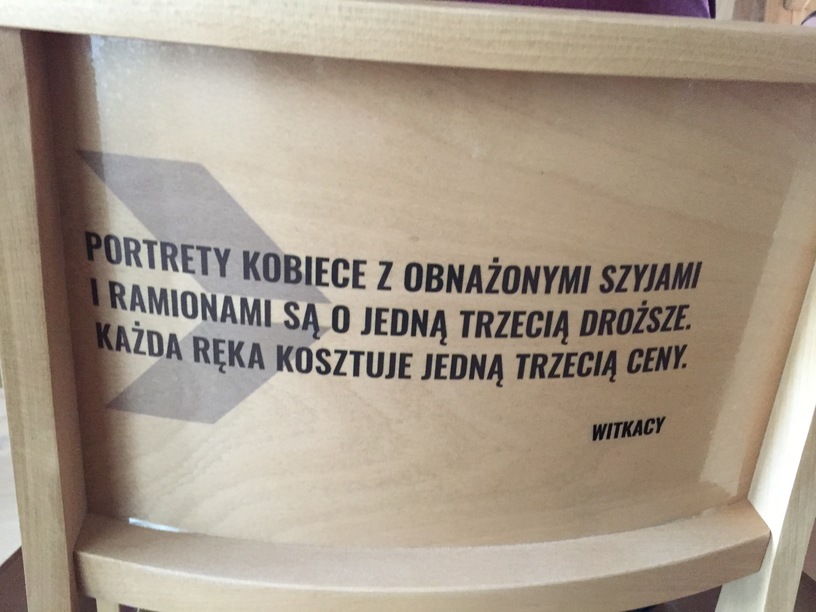 PORTRETY KOBIECE Z OBNAŻONYMI SZYJAMI
I RAMIONAMI SĄ O JEDNĄ TRZECIĄ DROŻSZE.
KAŻDA RĘKA KOSZTUJE JEDNĄ TRZECIĄ CENY.
WITKACY